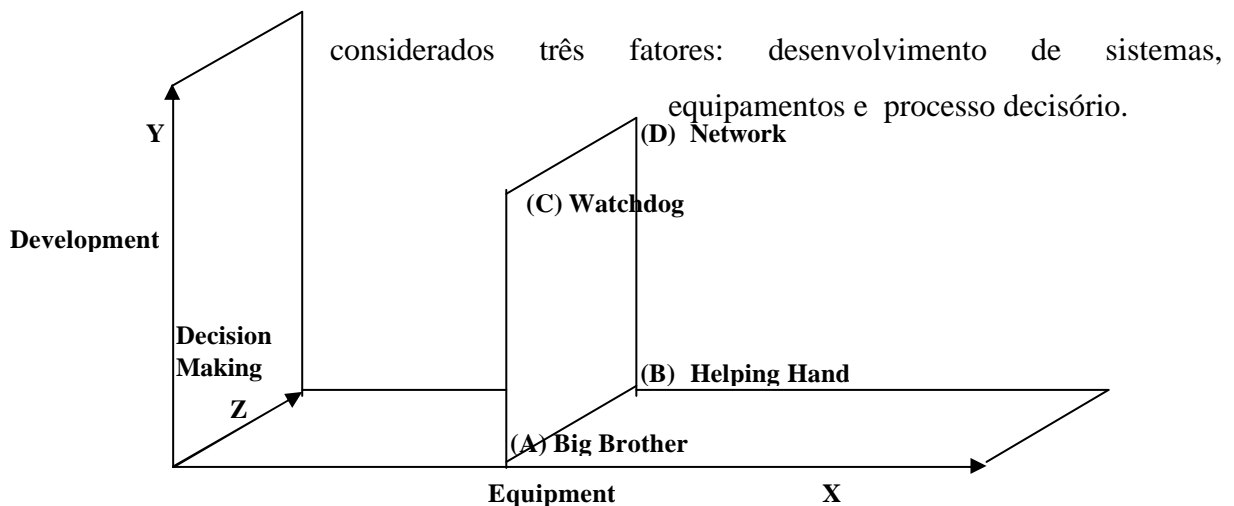 considerados três fatores: desenvolvimento de sistemas,
equipamentos e processo decisório.
Y
(D) Network
(C) Watchdog
Development
Decision
Making
(B) Helping Hand
Z
(A) Big Brother
Equipment X